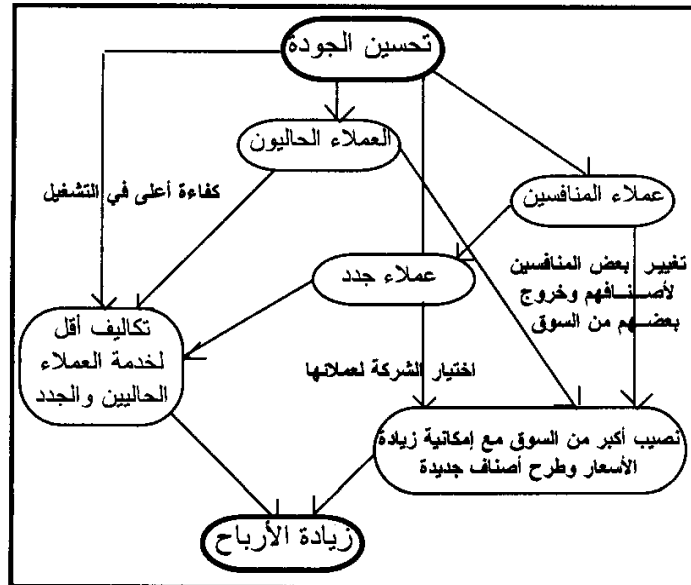 تحسين الجودة
العملاء الحاليون
كفاءة أعلى في التشغيل
عملاء المنافسين
تغيير بعض المنافسين
لأصنافهم وخروج
بعضهم من السوق
عملاء جدد
تكاليف أقل
لخدمة العملاء
الحاليين والجدد
اختيار الشركة لعملائها
نصيب أكبر من السوق مع إمكانية زيادة
الأسعار وطرح أصناف جديدة
زيادة الأرباح